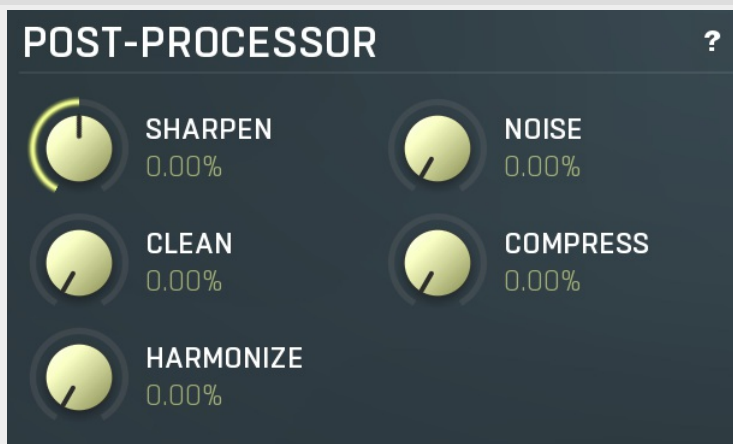 POST-PROCESSOR ?
SHARPEN
0.00%
NOISE
0.00%
CLEAN
0.00%
COMPRESS
0.00%
HARMONIZE
0.00%